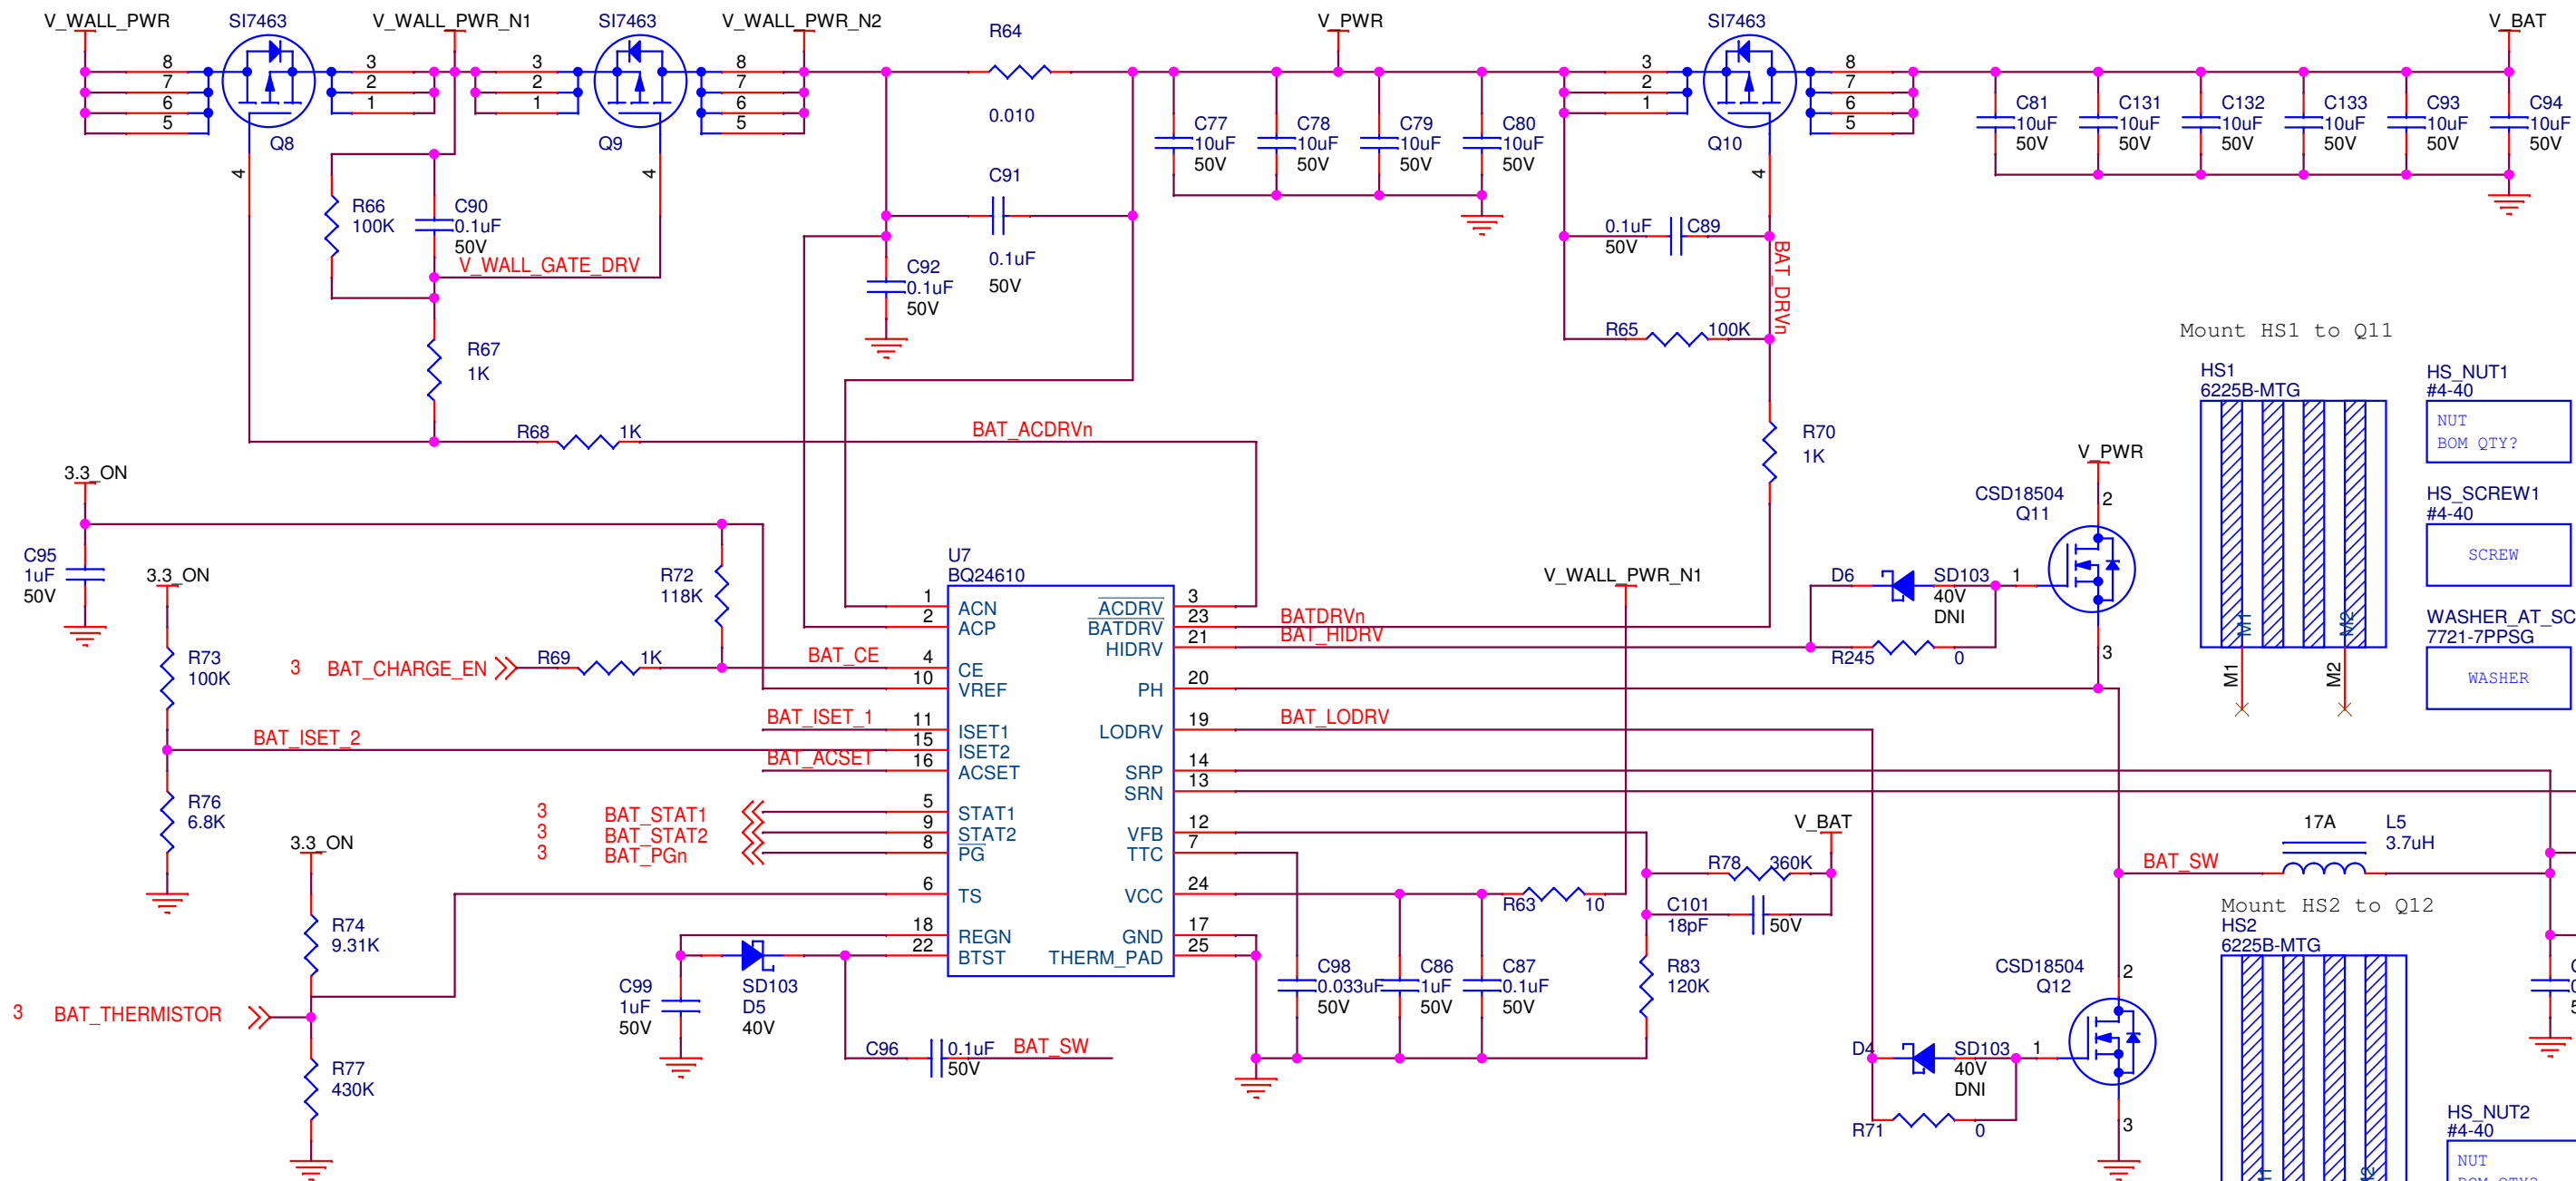 V_WALL_PWR
SI7463
V_WALL_PWR_N1
SI7463
V_WALL_PWR_N2
R64
V_PWR
SI7463
V_BAT
8
7
6
5
3
2
1
3
2
1
8
7
6
5
3
2
1
8
7
6
5
Q8
Q9
0.010
Q10
4
4
4
C77
10uF
50V
C78
10uF
50V
C79
10uF
50V
C80
10uF
50V
C81
10uF
50V
C131
10uF
50V
C132
10uF
50V
C133
10uF
50V
C93
10uF
50V
C94
10uF
50V
R66
100K
C90
0.1uF
50V
V_WALL_GATE_DRV
C91
0.1uF
50V
C92
0.1uF
50V
0.1uF
50V
C89
BAT_DRVn
R65
100K
R67
1K
R68
1K
BAT_ACDRVn
R70
1K
Mount HS1 to Q11
HS1
6225B-MTG
M1
M2
M1
M2
HS_NUT1
#4-40
NUT
BOM QTY?
HS_SCREW1
#4-40
SCREW
WASHER_AT_SC
7721-7PPSG
WASHER
3.3_ON
C95
1uF
50V
3.3_ON
R73
100K
R76
6.8K
R72
118K
3
BAT_CHARGE_EN
R69
1K
BAT_CE
BAT_ISET_1
BAT_ISET_2
BAT_ACSET
3
BAT_STAT1
3
BAT_STAT2
3
BAT_PGn
3.3_ON
R74
9.31K
3
BAT_THERMISTOR
R77
430K
U7
BQ24610
1
ACN
2
ACP
4
CE
10
VREF
11
ISET1
15
ISET2
16
ACSET
5
STAT1
9
STAT2
8
PG
6
TS
18
REGN
22
BTST
ACDRV
3
BATDRV
23
HIDRV
21
PH
20
LODRV
19
SRP
14
SRN
13
VFB
12
TTC
7
VCC
24
GND
17
THERM_PAD
25
BATDRVn
BAT_HIDRV
BAT_LODRV
V_WALL_PWR_N1
V_PWR
CSD18504
Q11
2
1
3
D6
SD103
40V
DNI
R245
0
C99
1uF
50V
SD103
D5
40V
C96
0.1uF
50V
BAT_SW
R63
10
C98
0.033uF
50V
C86
1uF
50V
C87
0.1uF
50V
V_BAT
R78
360K
C101
18pF
50V
R83
120K
17A
L5
3.7uH
BAT_SW
Mount HS2 to Q12
HS2
6225B-MTG
CSD18504
Q12
2
1
3
D4
SD103
40V
DNI
R71
0
HS_NUT2
#4-40
NUT